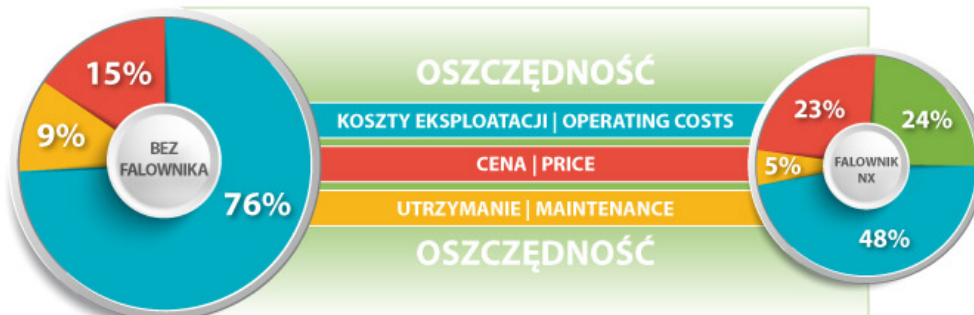 15%
9%
BEZ
FALOWNIKA
76%
OSZCZĘDNOŚĆ
KOSZTY EKSPLOATACJI | OPERATING COSTS
CENA | PRICE
UTRZYMANIE | MAINTENANCE
OSZCZĘDNOŚĆ
23%
24%
5%
FALOWNIK
NX
48%